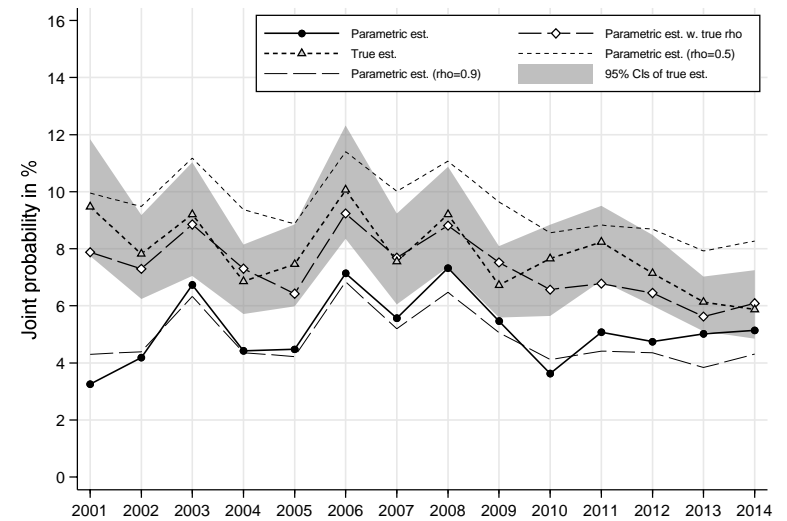 Parametric est.
Parametric est. w. true rho
True est.
Parametric est. (rho=0.5)
Parametric est. (rho=0.9)
95% CIs of true est.
Joint probability in %
16
14
12
10
8
6
4
2
0
2001 2002 2003 2004 2005 2006 2007 2008 2009 2010 2011 2012 2013 2014